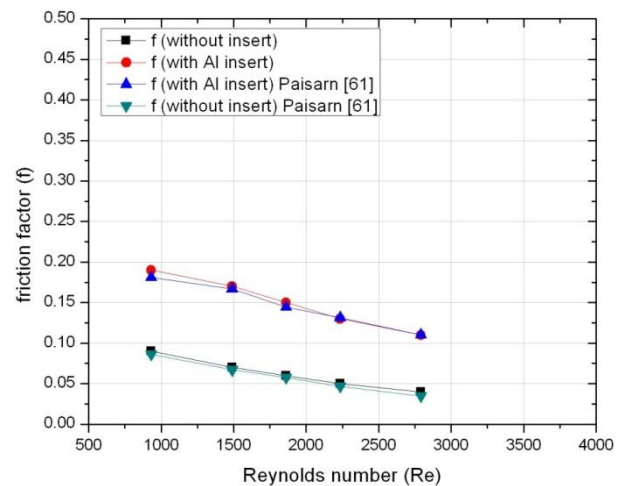 0.50
0.45
0.40
0.35
0.30
0.25
0.20
0.15
0.10
0.05
0.00
friction factor (f)
f (without insert)
f (with Al insert)
f (with Al insert) Paisarn [61]
f (without insert) Paisarn [61]
500 1000 1500 2000 2500 3000 3500 4000
Reynolds number (Re)